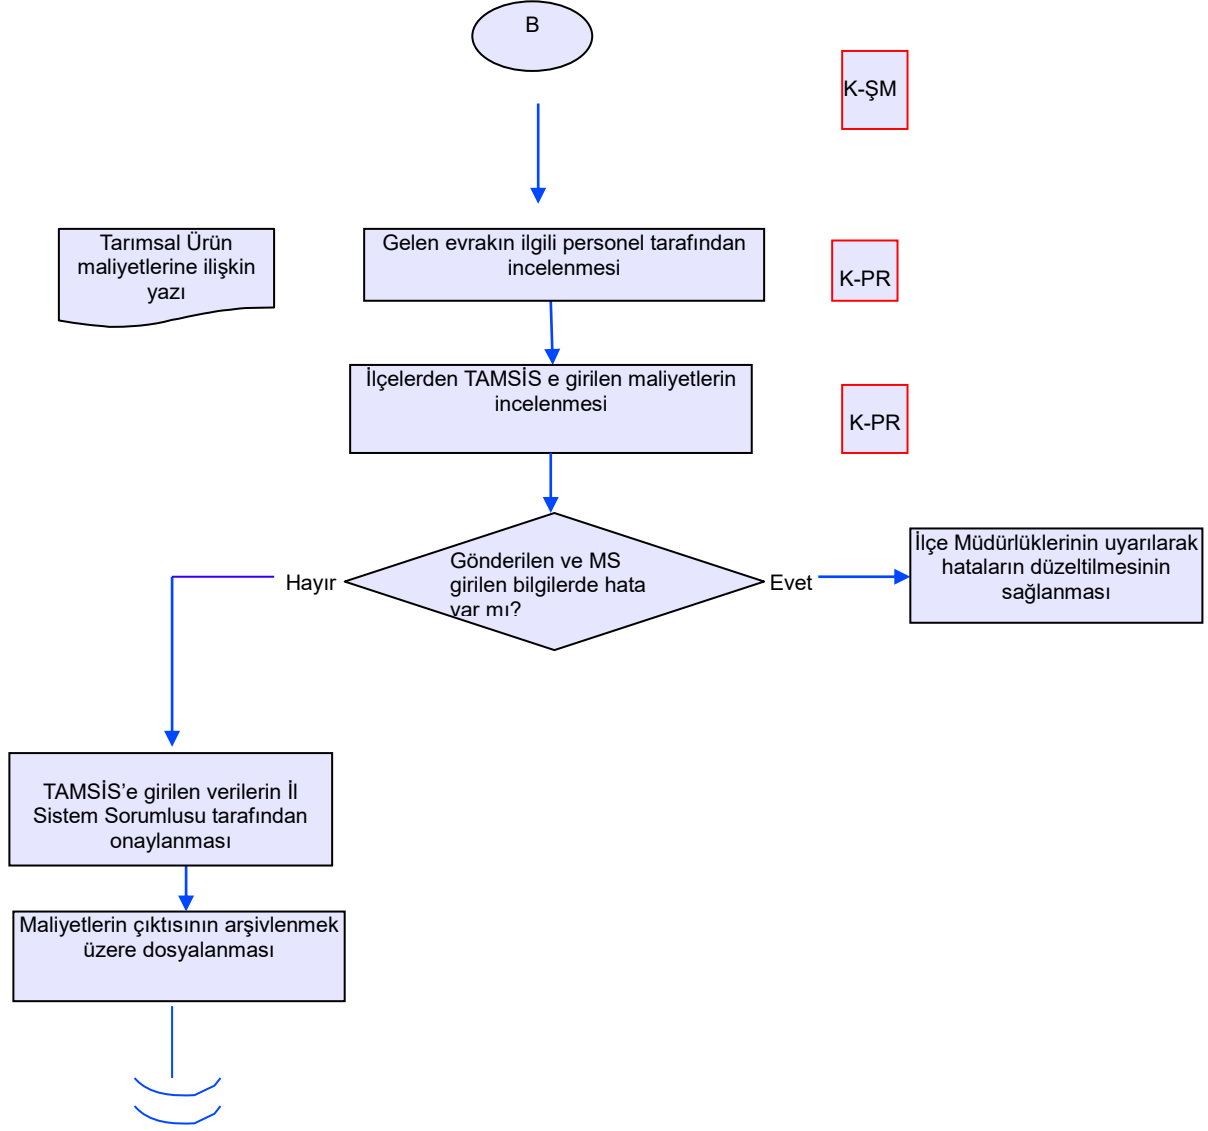 B
K-ŞM
Tarımsal Ürün
maliyetlerine ilişkin
yazı
Gelen evrakın ilgili personel tarafından
incelenmesi
K-PR
İlçelerden TAMSİS e girilen maliyetlerin
incelenmesi
K-PR
Gönderilen ve MS
girilen bilgilerde hata
var mı?
Hayır
Evet
İlçe Müdürlüklerinin uyarılarak
hataların düzeltilmesinin
sağlanması
TAMSİS’e girilen verilerin İl
Sistem Sorumlusu tarafından
onaylanması
Maliyetlerin çıktısının arşivlenmek
üzere dosyalanması